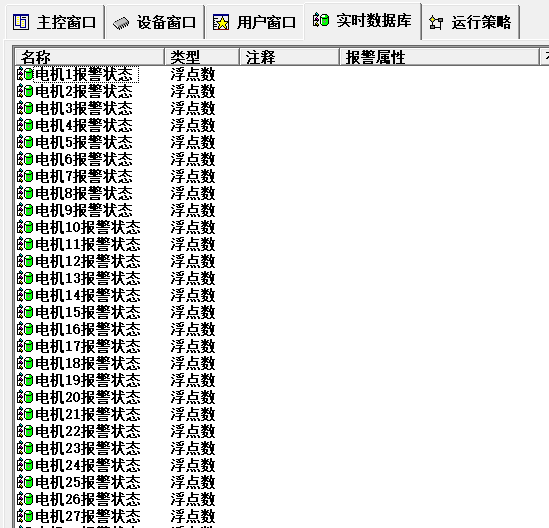 主控窗口 设备窗口 用户窗口 实时数据库 运行策略
名称 类型 注释 报警属性
电机1报警状态 浮点数
电机2报警状态 浮点数
电机3报警状态 浮点数
电机4报警状态 浮点数
电机5报警状态 浮点数
电机6报警状态 浮点数
电机7报警状态 浮点数
电机8报警状态 浮点数
电机9报警状态 浮点数
电机10报警状态 浮点数
电机11报警状态 浮点数
电机12报警状态 浮点数
电机13报警状态 浮点数
电机14报警状态 浮点数
电机15报警状态 浮点数
电机16报警状态 浮点数
电机17报警状态 浮点数
电机18报警状态 浮点数
电机19报警状态 浮点数
电机20报警状态 浮点数
电机21报警状态 浮点数
电机22报警状态 浮点数
电机23报警状态 浮点数
电机24报警状态 浮点数
电机25报警状态 浮点数
电机26报警状态 浮点数
电机27报警状态 浮点数